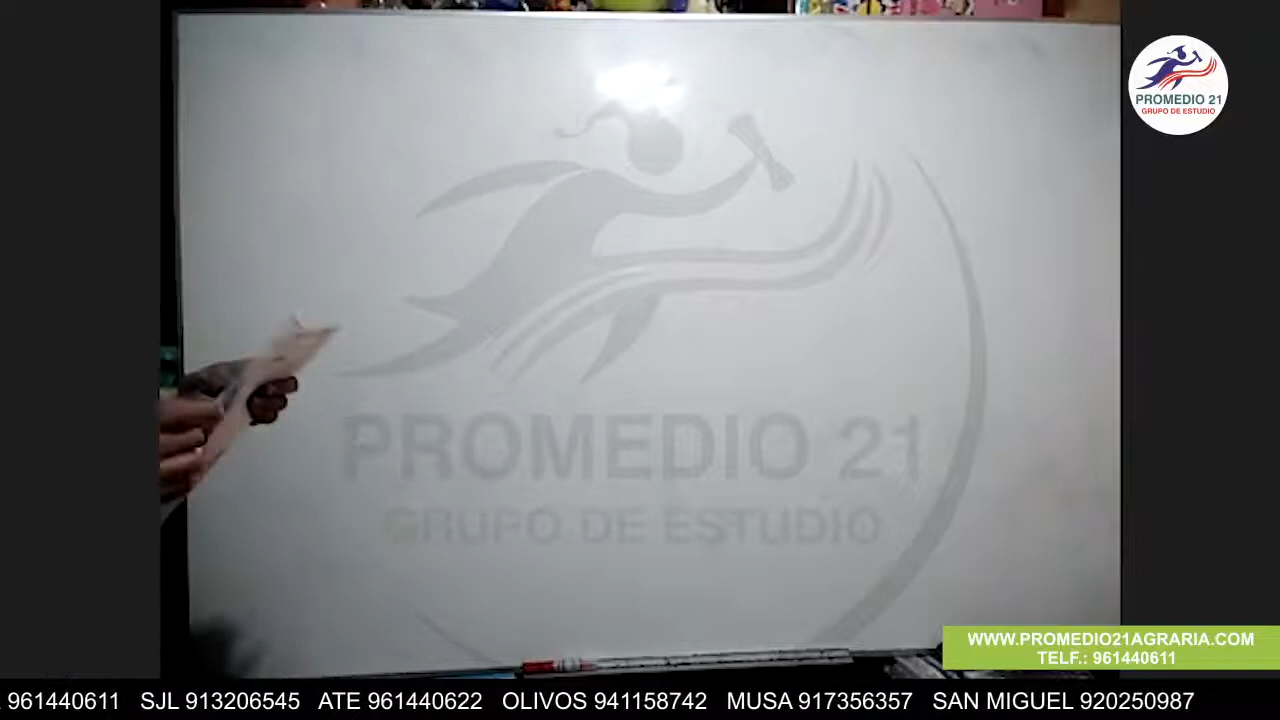 PROMEDIO 21
GRUPO DE ESTUDIO
PROMEDIO 21
GRUPO DE ESTUDIO
WWW.PROMEDIO21AGRARIA.COM
TELF.: 961440611
961440611 SJL 913206545 ATE 961440622 OLIVOS 941158742 MUSA 917356357 SAN MIGUEL 920250987